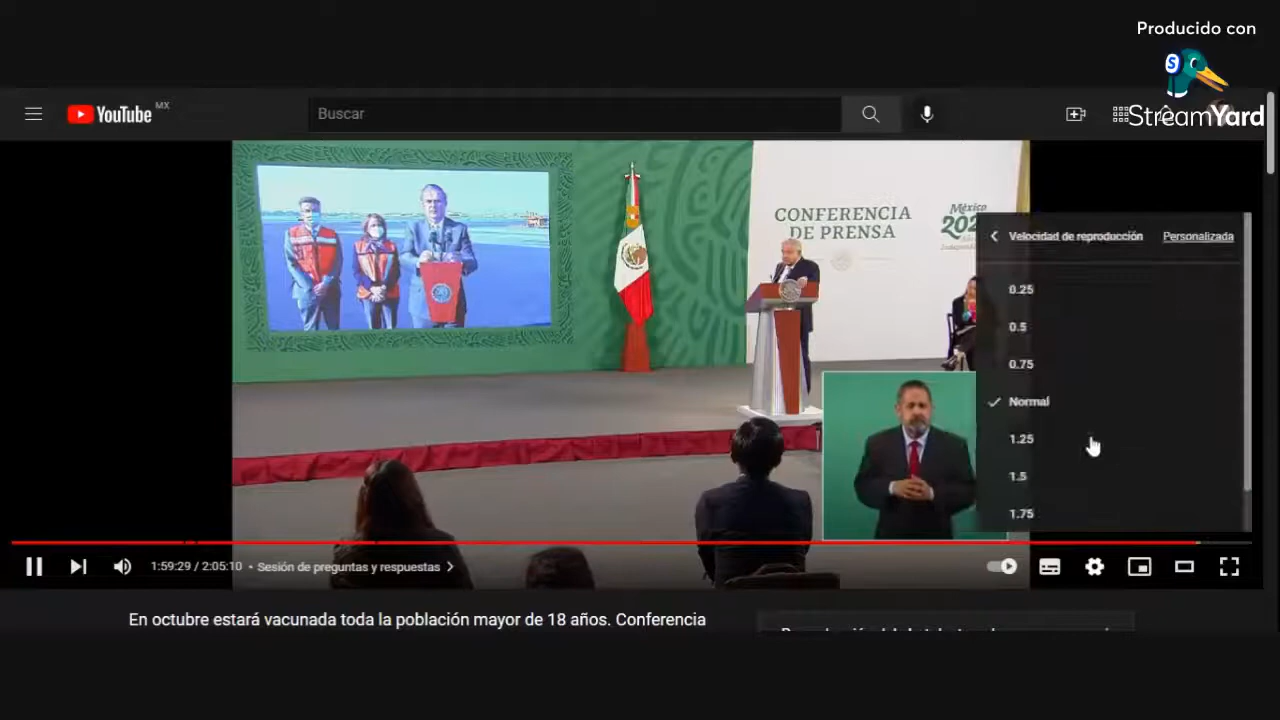 Producido con
StreamYard
YouTube MX
Buscar
CONFERENCIA
DE PRENSA
México
Velocidad de reproducción
Personalizada
0.25
0.5
0.75
Normal
1.25
1.5
1.75
1:59:29 / 2:05:10 • Sesión de preguntas y respuestas
En octubre estará vacunada toda la población mayor de 18 años. Conferencia